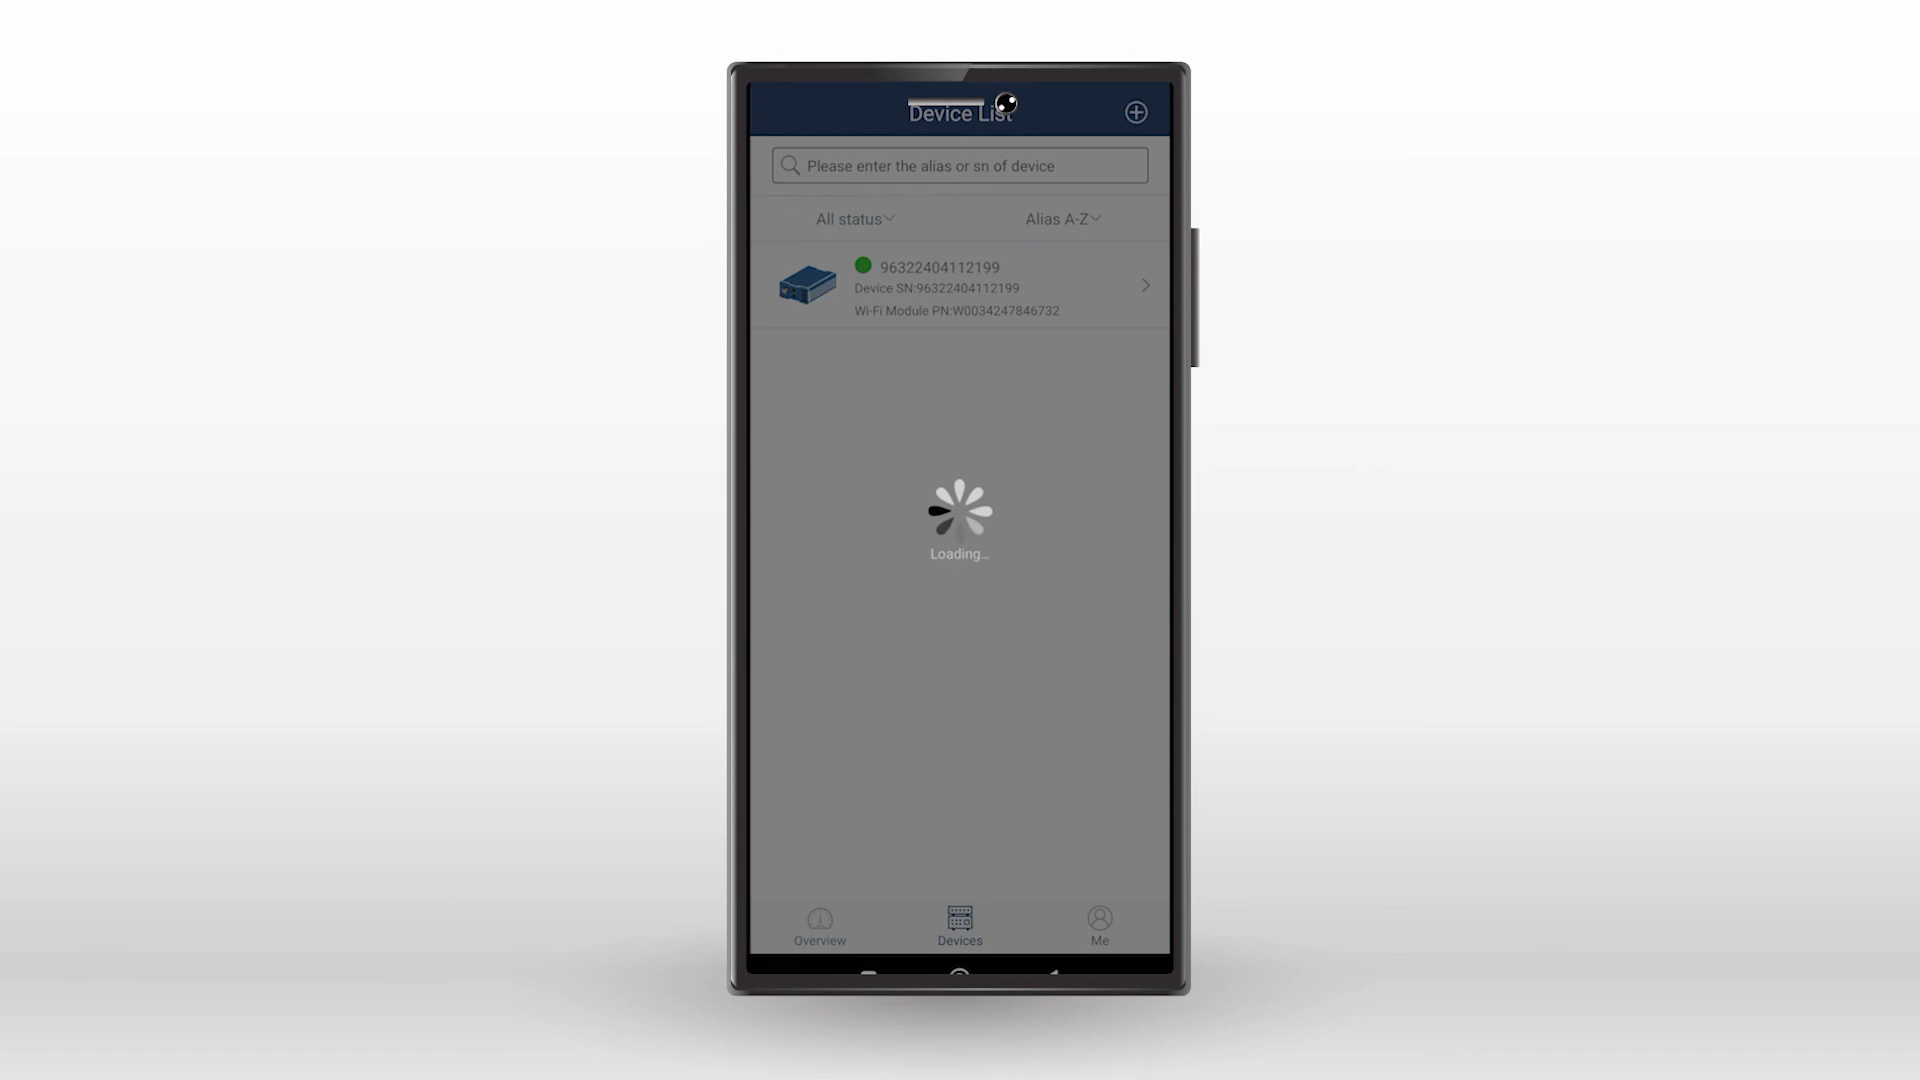 Device List
Please enter the alias or sn of device
All status
Alias A-Z
96322404112199
Device SN:96322404112199
Wi-Fi Module PN:W0034247846732
Loading...
Overview
Devices
Me